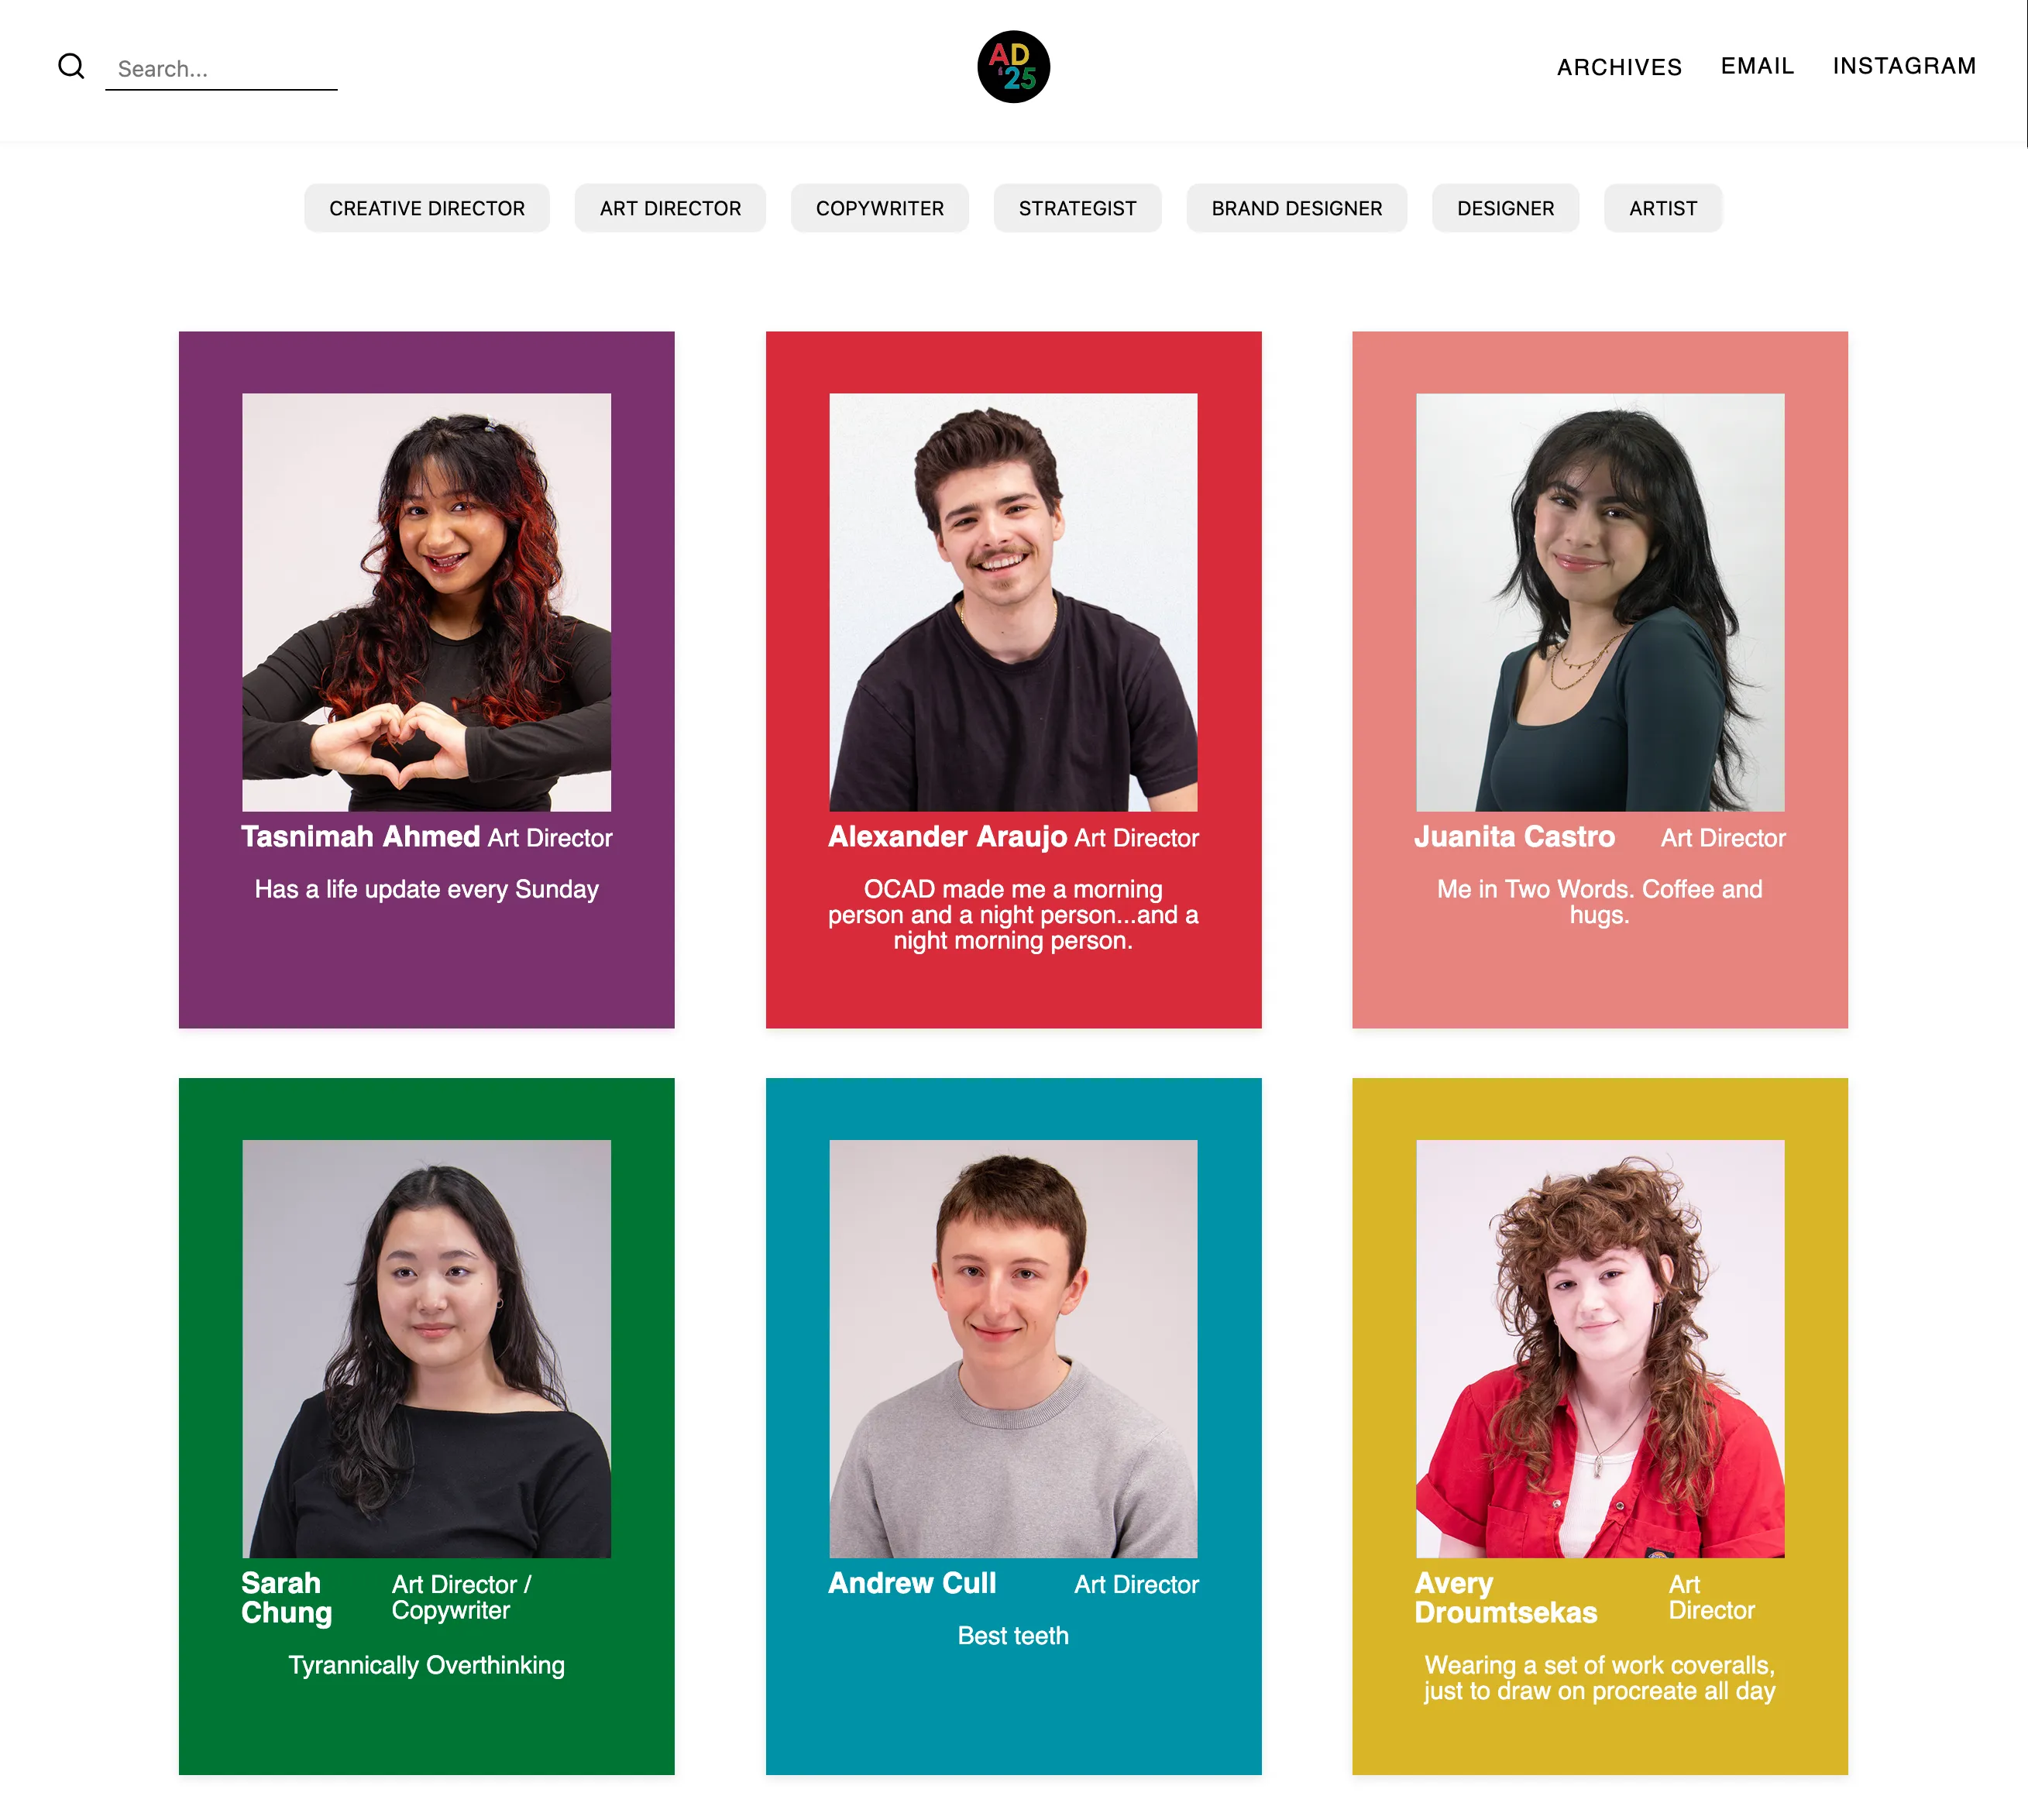 Search...
AD
'25
ARCHIVES
EMAIL
INSTAGRAM
CREATIVE DIRECTOR
ART DIRECTOR
COPYWRITER
STRATEGIST
BRAND DESIGNER
DESIGNER
ARTIST
Tasnimah Ahmed Art Director
Has a life update every Sunday
Alexander Araujo Art Director
OCAD made me a morning
person and a night person...and a
night morning person.
Juanita Castro Art Director
Me in Two Words. Coffee and
hugs.
Sarah
Chung
Art Director /
Copywriter
Tyrannically Overthinking
Andrew Cull Art Director
Best teeth
Avery
Droumtsekas
Art
Director
Wearing a set of work coveralls,
just to draw on procreate all day